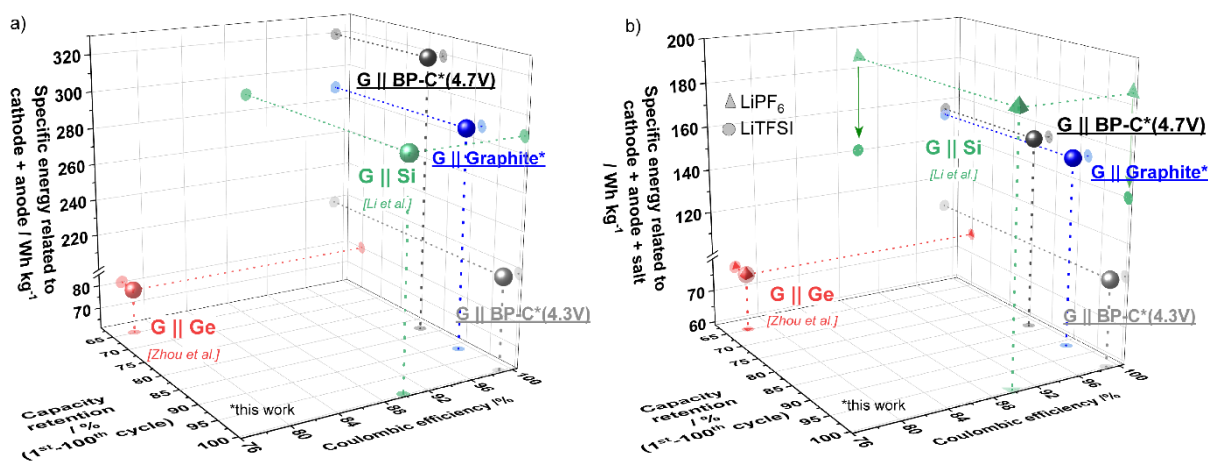 a)
Specific energy related to
cathode + anode / Wh kg-1
320
300
280
260
240
220
80
70
G || BP-C*(4.7V)
G || Graphite*
G || Si
[Li et al.]
G || Ge
[Zhou et al.]
G || BP-C*(4.3V)
*this work
65
70
75
80
85
90
95
100
Capacity
retention
/ %
(1st-100th cycle)
76
80
84
88
92
96
100
Coulombic efficiency /%
b)
Specific energy related to
cathode + anode + salt
/ Wh kg-1
200
180
160
140
120
70
60
LiPF6
LiTFSI
G || BP-C*(4.7V)
G || Si
[Li et al.]
G || Graphite*
G || Ge
[Zhou et al.]
G || BP-C*(4.3V)
*this work
65
70
75
80
85
90
95
100
Capacity
retention
/ %
(1st-100th cycle)
76
80
84
88
92
96
100
Coulombic efficiency /%